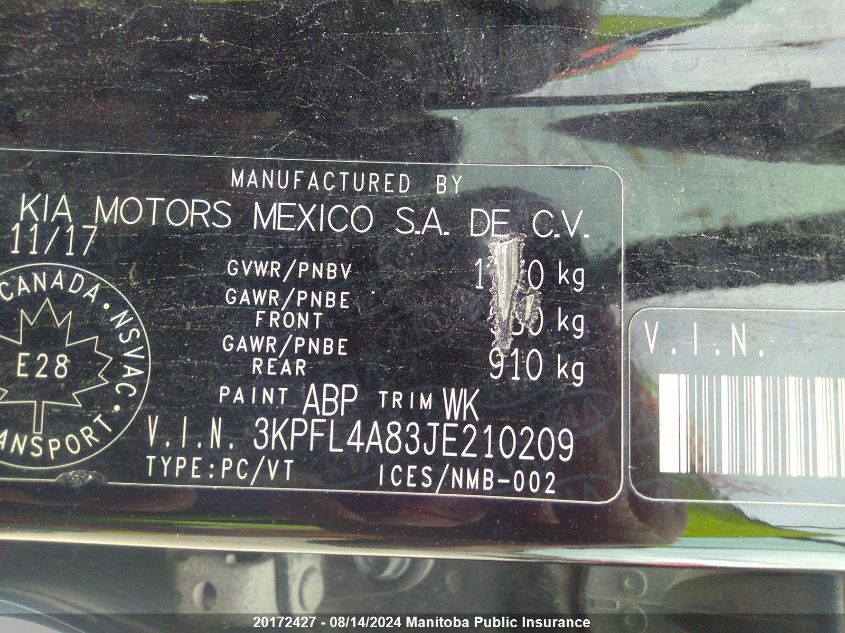 MANUFACTURED BY
KIA MOTORS MEXICO S.A. DE C.V.
11/17
GVWR/PNBV kg
GAWR/PNBE
FRONT kg
GAWR/PNBE
REAR 910 kg
PAINT ABP TRIM WK
V.I.N. 3KPFL4A83JE210209
TYPE:PC/VT ICES/NMB-002
CANADA · NSVAC ·
E28
V.I.N.
20172427 - 08/14/2024 Manitoba Public Insurance